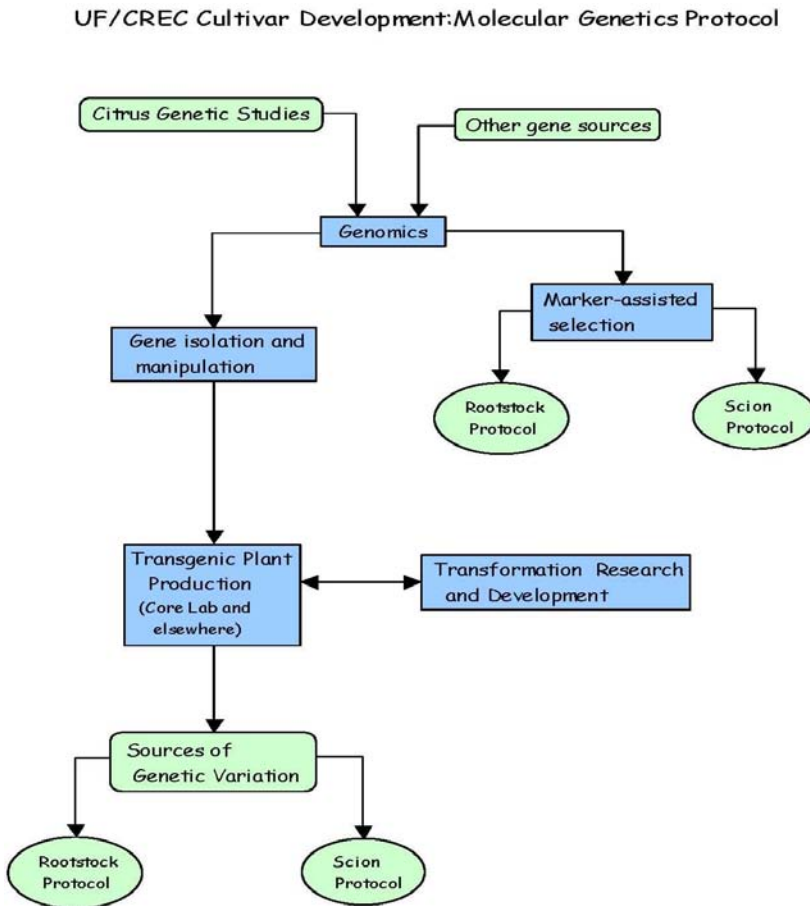 UF/CREC Cultivar Development:Molecular Genetics Protocol
Citrus Genetic Studies
Other gene sources
Genomics
Marker-assisted
selection
Gene isolation and
manipulation
Rootstock
Protocol
Scion
Protocol
Transgenic Plant
Production
(Core Lab and
elsewhere)
Transformation Research
and Development
Sources of
Genetic Variation
Rootstock
Protocol
Scion
Protocol